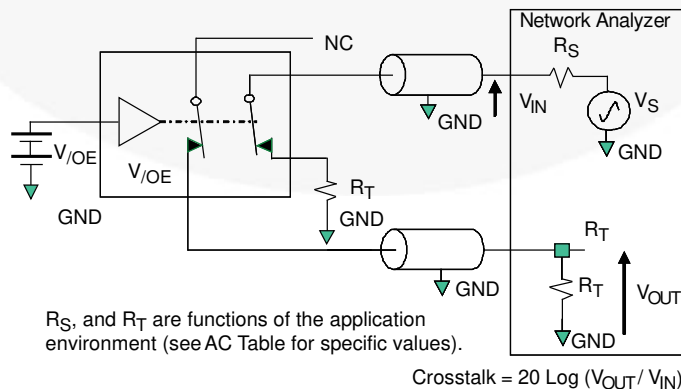 Network Analyzer
NC
R_S
V_IN
V_S
GND
GND
V_/OE
V_/OE
GND
R_T
GND
R_T
GND
R_T
V_OUT
GND
R_S, and R_T are functions of the application
environment (see AC Table for specific values).
Crosstalk = 20 Log (V_OUT / V_IN)